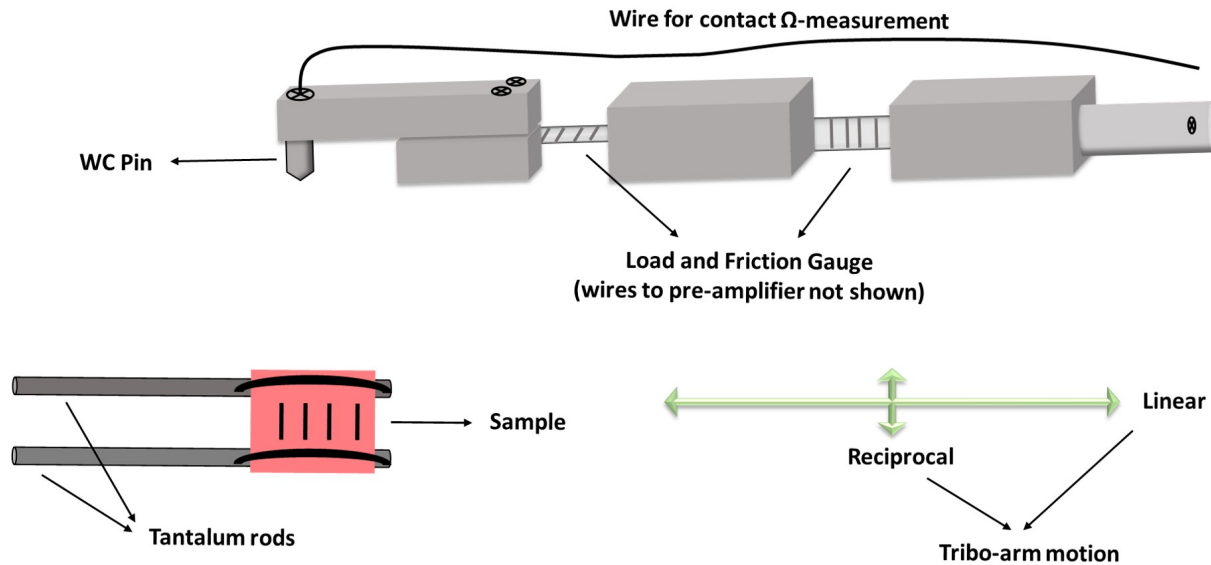 Wire for contact Ω-measurement
WC Pin
Load and Friction Gauge
(wires to pre-amplifier not shown)
Sample
Linear
Reciprocal
Tantalum rods
Tribo-arm motion